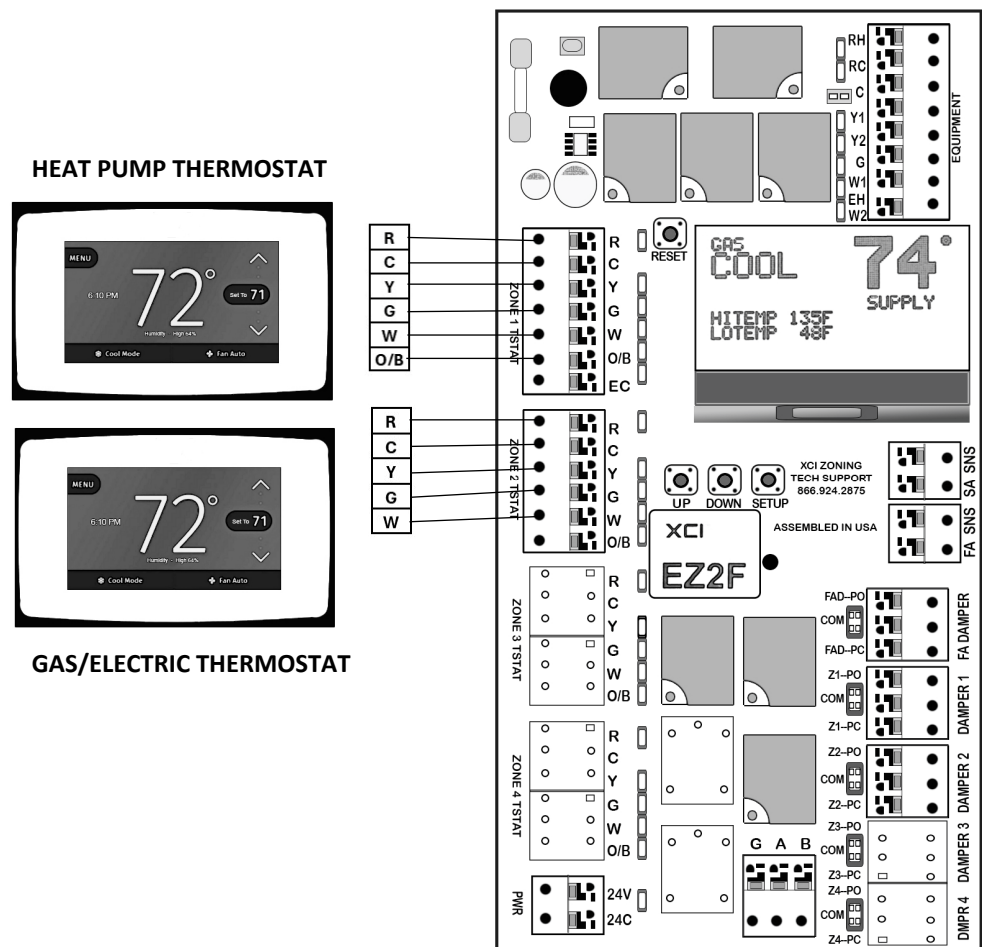 HEAT PUMP THERMOSTAT
MENU
6:10 PM
72°
Set To 71
Humidity - High 64%
Cool Mode
Fan Auto
MENU
6:10 PM
72°
Set To 71
Humidity - High 64%
Cool Mode
Fan Auto
GAS/ELECTRIC THERMOSTAT
R
C
Y
G
W
O/B
R
C
Y
G
W
ZONE 1 TSTAT
R
C
Y
G
W
O/B
EC
ZONE 2 TSTAT
R
C
Y
G
W
O/B
ZONE 3 TSTAT
R
C
Y
G
W
O/B
ZONE 4 TSTAT
R
C
Y
G
W
O/B
PWR
24V
24C
RESET
RH
RC
C
Y1
Y2
G
W1
EH
W2
EQUIPMENT
GAS
COOL
74°
SUPPLY
HITEMP 135F
LOTEMP 48F
UP
DOWN
SETUP
XCI ZONING
TECH SUPPORT
866.924.2875
ASSEMBLED IN USA
XCI
EZ2F
SA SNS
FA SNS
FAD--PO
COM
FAD--PC
FA DAMPER
Z1--PO
COM
Z1--PC
DAMPER 1
Z2--PO
COM
Z2--PC
DAMPER 2
Z3--PO
COM
Z3--PC
DAMPER 3
Z4--PO
COM
Z4--PC
DMPR 4
G A B